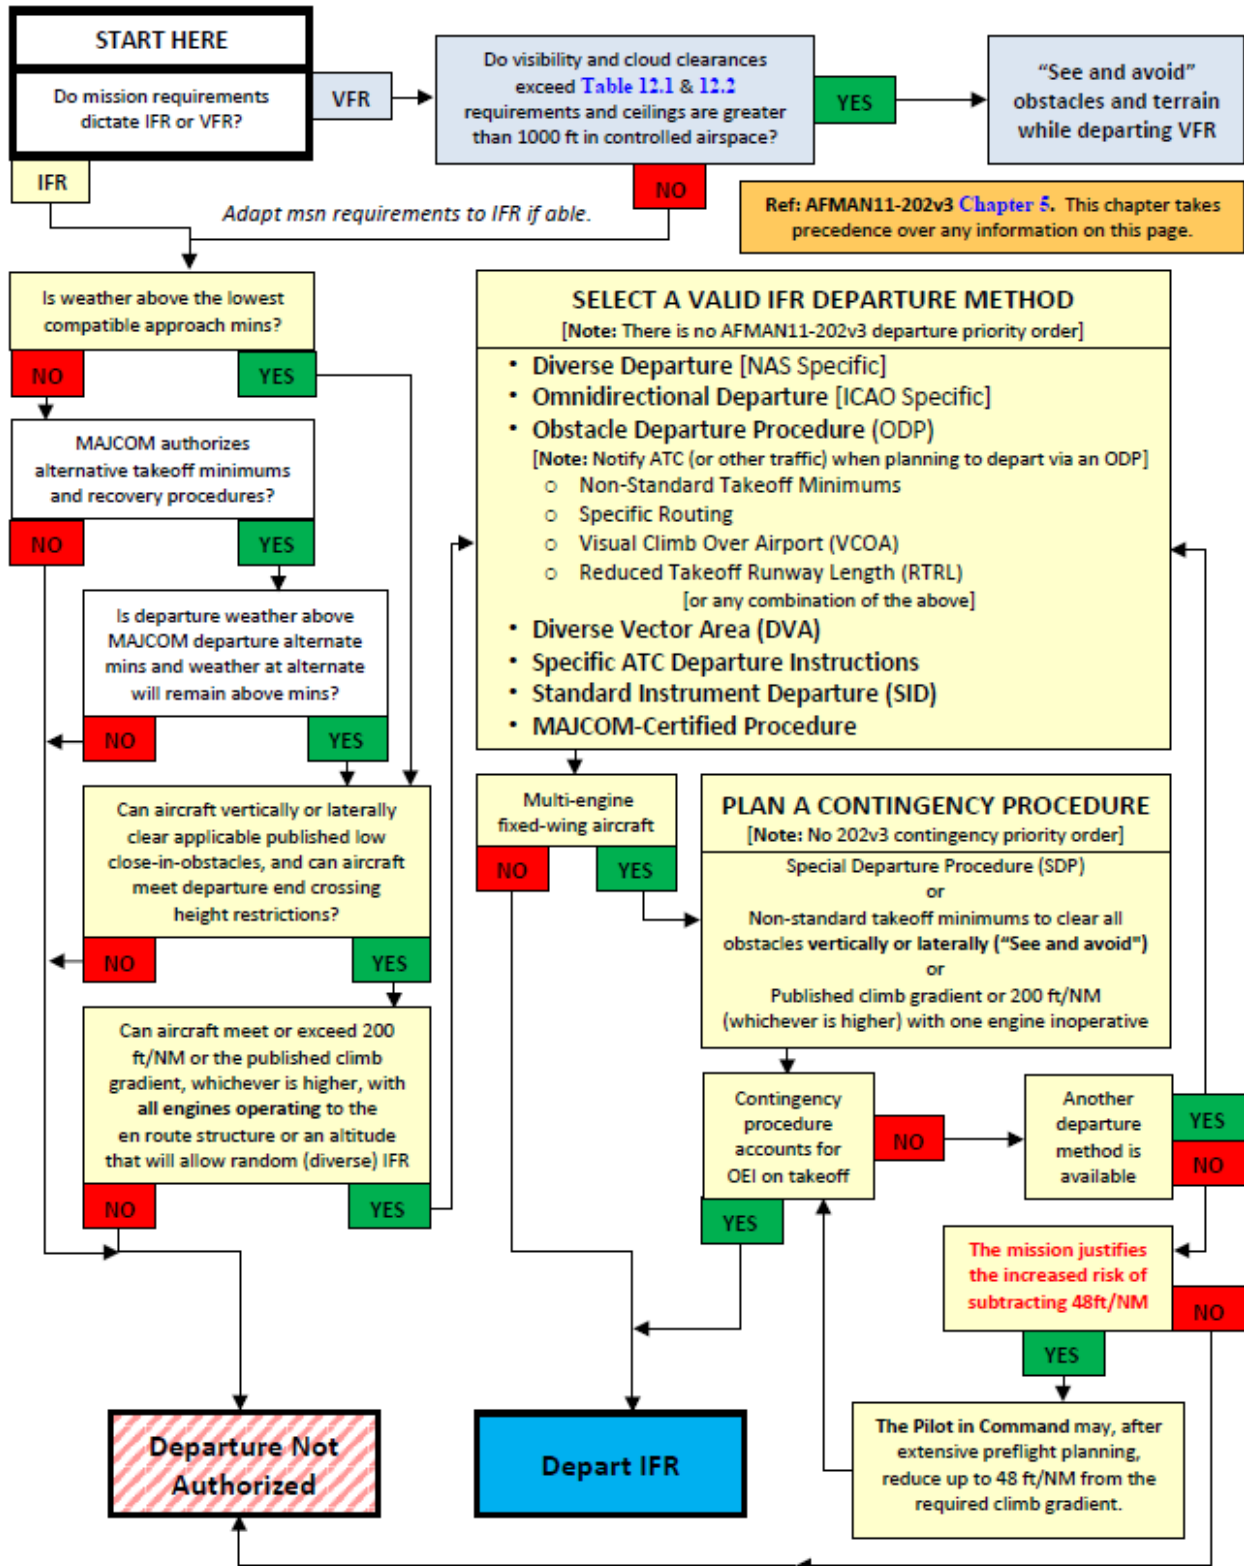 START HERE
Do mission requirements
dictate IFR or VFR?
VFR
IFR
Do visibility and cloud clearances
exceed Table 12.1 & 12.2
requirements and ceilings are greater
than 1000 ft in controlled airspace?
YES
NO
"See and avoid"
obstacles and terrain
while departing VFR
Adapt msn requirements to IFR if able.
Ref: AFMAN11-202v3 Chapter 5. This chapter takes
precedence over any information on this page.
Is weather above the lowest
compatible approach mins?
NO
YES
MAJCOM authorizes
alternative takeoff minimums
and recovery procedures?
NO
YES
Is departure weather above
MAJCOM departure alternate
mins and weather at alternate
will remain above mins?
NO
YES
Can aircraft vertically or laterally
clear applicable published low
close-in-obstacles, and can aircraft
meet departure end crossing
height restrictions?
NO
YES
Can aircraft meet or exceed 200
ft/NM or the published climb
gradient, whichever is higher, with
all engines operating to the
en route structure or an altitude
that will allow random (diverse) IFR
NO
YES
SELECT A VALID IFR DEPARTURE METHOD
[Note: There is no AFMAN11-202v3 departure priority order]
• Diverse Departure [NAS Specific]
• Omnidirectional Departure [ICAO Specific]
• Obstacle Departure Procedure (ODP)
[Note: Notify ATC (or other traffic) when planning to depart via an ODP]
o Non-Standard Takeoff Minimums
o Specific Routing
o Visual Climb Over Airport (VCOA)
o Reduced Takeoff Runway Length (RTRL)
[or any combination of the above]
• Diverse Vector Area (DVA)
• Specific ATC Departure Instructions
• Standard Instrument Departure (SID)
• MAJCOM-Certified Procedure
Multi-engine
fixed-wing aircraft
NO
YES
PLAN A CONTINGENCY PROCEDURE
[Note: No 202v3 contingency priority order]
Special Departure Procedure (SDP)
or
Non-standard takeoff minimums to clear all
obstacles vertically or laterally ("See and avoid")
or
Published climb gradient or 200 ft/NM
(whichever is higher) with one engine inoperative
Contingency
procedure
accounts for
OEI on takeoff
NO
YES
Another
departure
method is
available
YES
NO
The mission justifies
the increased risk of
subtracting 48ft/NM
NO
YES
The Pilot in Command may, after
extensive preflight planning,
reduce up to 48 ft/NM from the
required climb gradient.
Departure Not
Authorized
Depart IFR